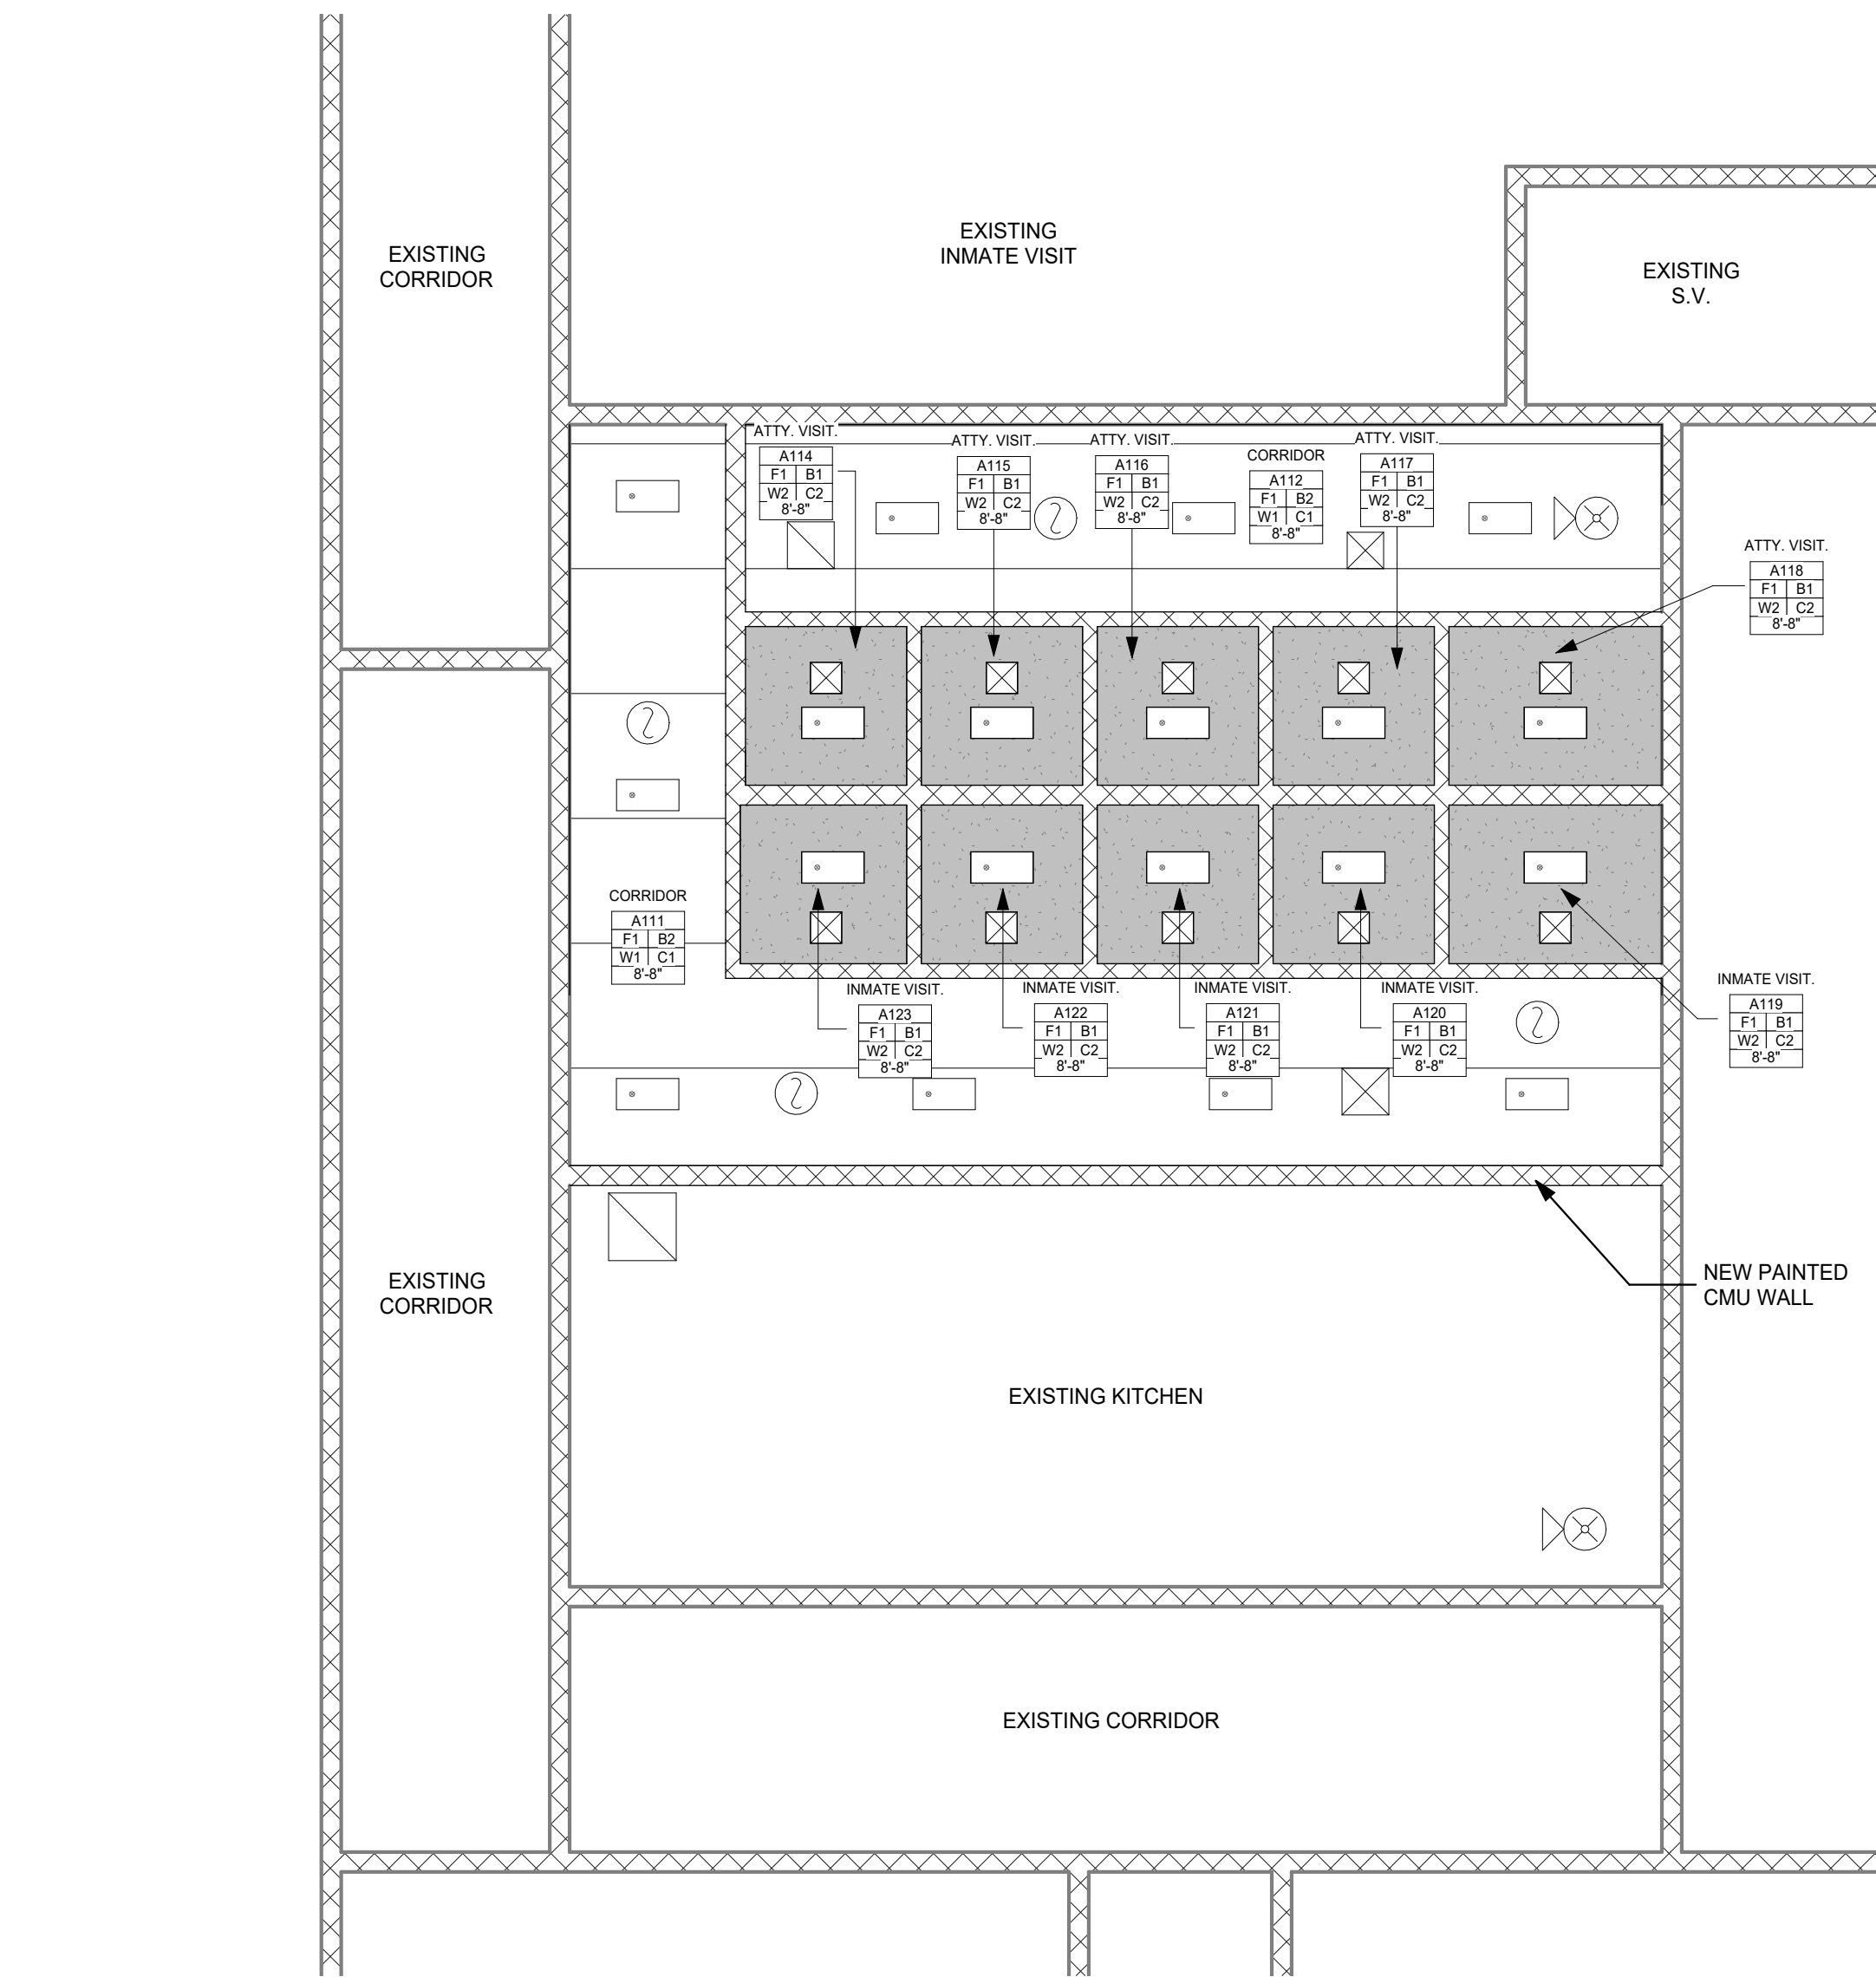 EXISTING
CORRIDOR
EXISTING
INMATE VISIT
EXISTING
S.V.
ATTY. VISIT.
A114
F1 B1
W2 C2
8'-8"
ATTY. VISIT.
A115
F1 B1
W2 C2
8'-8"
ATTY. VISIT.
A116
F1 B1
W2 C2
8'-8"
CORRIDOR
A112
F1 B2
W1 C1
8'-8"
ATTY. VISIT.
A117
F1 B1
W2 C2
8'-8"
ATTY. VISIT.
A118
F1 B1
W2 C2
8'-8"
CORRIDOR
A111
F1 B2
W1 C1
8'-8"
INMATE VISIT.
A123
F1 B1
W2 C2
8'-8"
INMATE VISIT.
A122
F1 B1
W2 C2
8'-8"
INMATE VISIT.
A121
F1 B1
W2 C2
8'-8"
INMATE VISIT.
A120
F1 B1
W2 C2
8'-8"
INMATE VISIT.
A119
F1 B1
W2 C2
8'-8"
EXISTING
CORRIDOR
NEW PAINTED
CMU WALL
EXISTING KITCHEN
EXISTING CORRIDOR